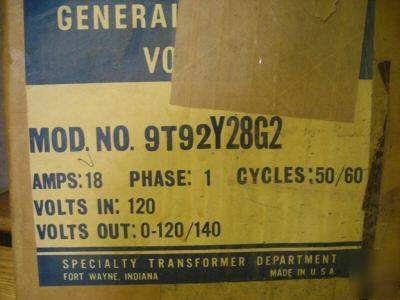 GENERAL
VO
MOD. NO. 9T92Y28G2
AMPS: 18 PHASE: 1 CYCLES: 50/60
VOLTS IN: 120
VOLTS OUT: 0-120/140
SPECIALTY TRANSFORMER DEPARTMENT
FORT WAYNE, INDIANA MADE IN U.S.A.